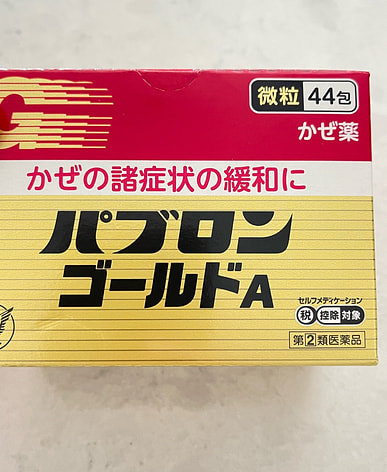 G
微粒 44包
かぜ薬
かぜの諸症状の緩和に
パブロン
ゴールドA
セルフメディケーション
税 控除 対象
指②類医薬品